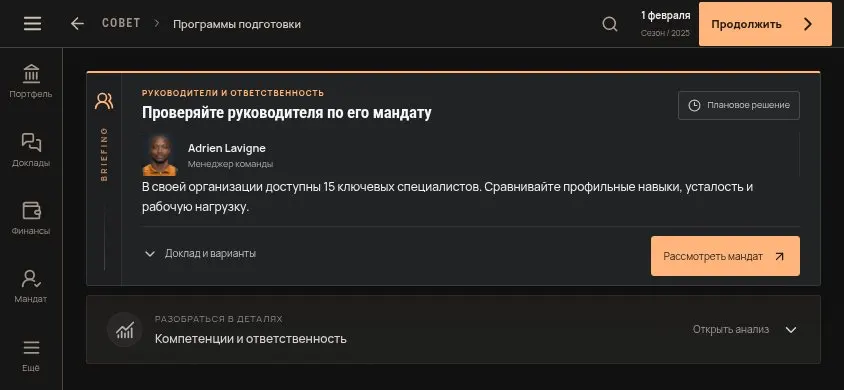 СОВЕТ
Программы подготовки
1 февраля
Сезон / 2025
Продолжить
Портфель
Доклады
Финансы
Мандат
Ещё
BRIEFING
РУКОВОДИТЕЛИ И ОТВЕТСТВЕННОСТЬ
Проверяйте руководителя по его мандату
Плановое решение
Adrien Lavigne
Менеджер команды
В своей организации доступны 15 ключевых специалистов. Сравнивайте профильные навыки, усталость и
рабочую нагрузку.
Доклад и варианты
Рассмотреть мандат
РАЗОБРАТЬСЯ В ДЕТАЛЯХ
Компетенции и ответственность
Открыть анализ